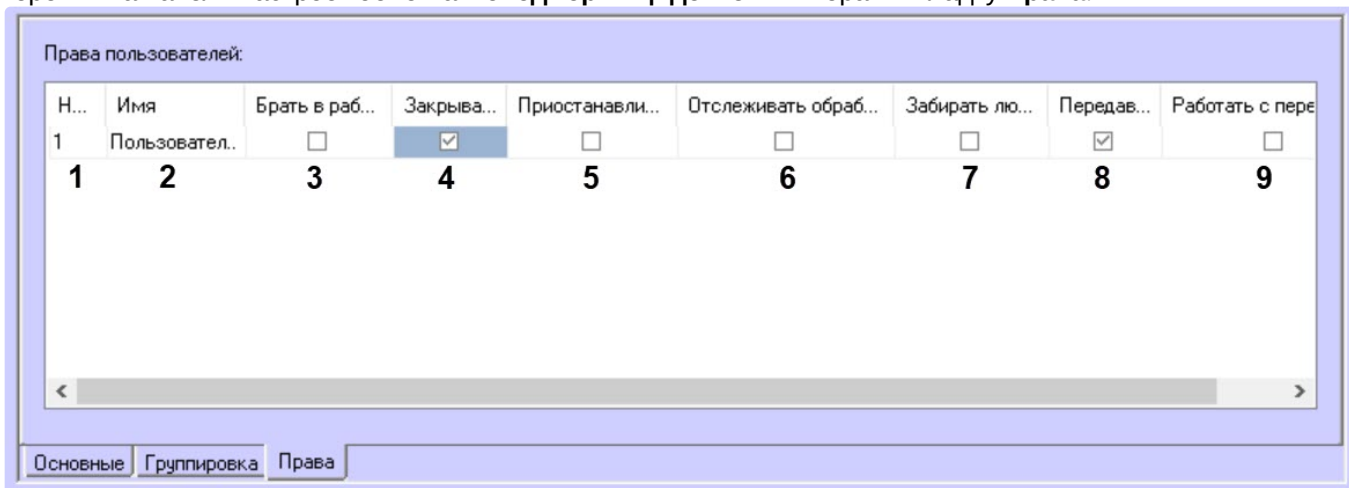 Права пользователей:
Н... Имя Брать в раб... Закрыва... Приостанавли... Отслеживать обраб... Забирать лю... Передав... Работать с пере
1 Пользовател..
1 2 3 4 5 6 7 8 9
Основные Группировка Права